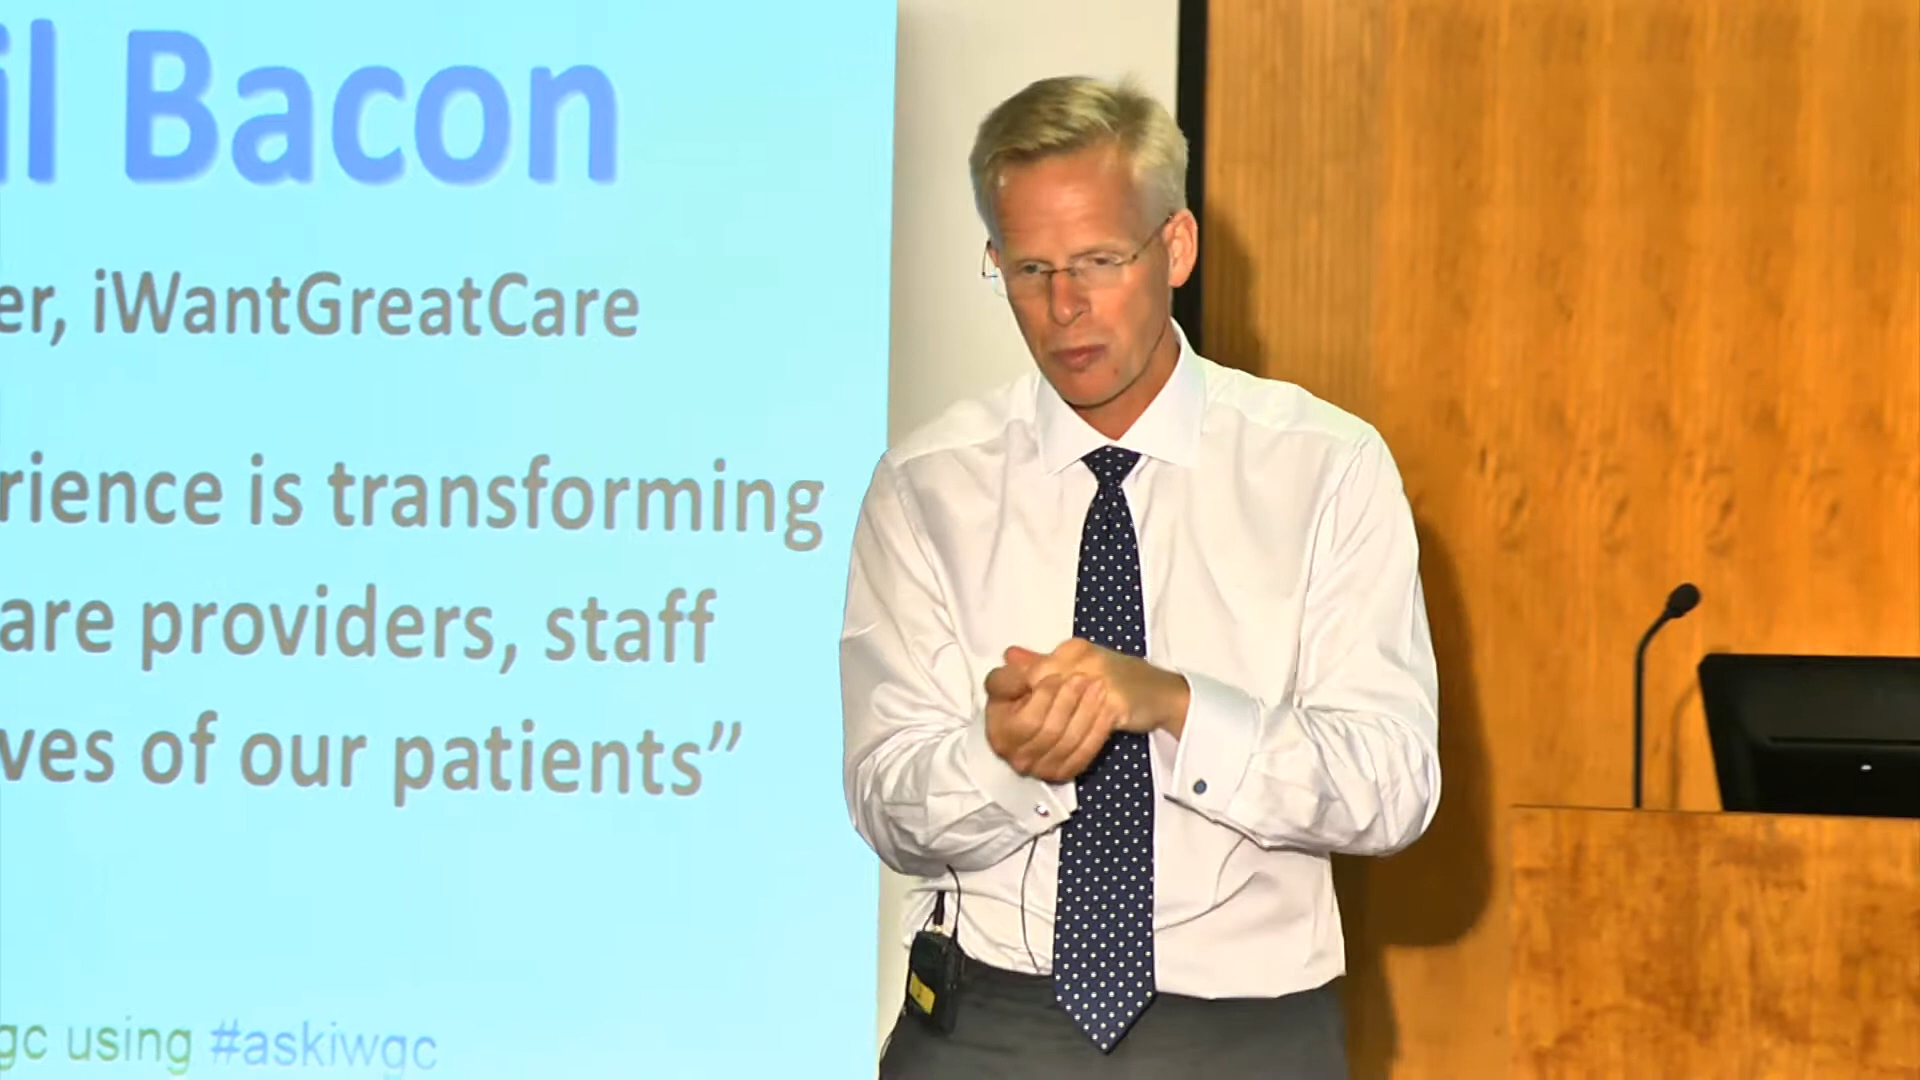 il Bacon
er, iWantGreatCare
rience is transforming
are providers, staff
ves of our patients”
gc using #askiwgc